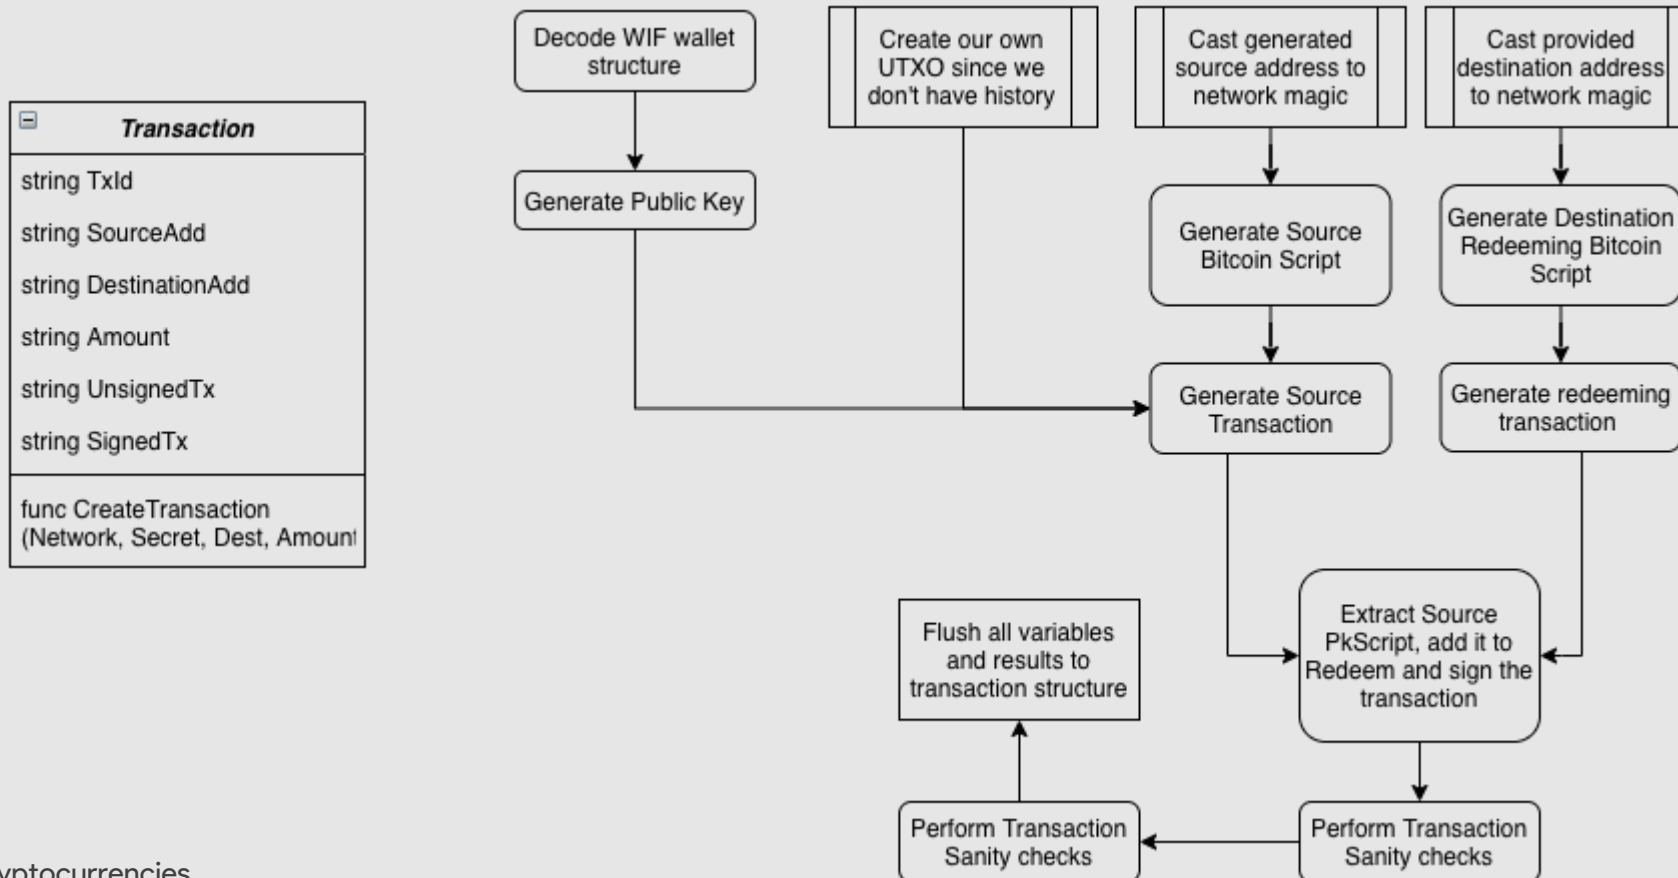 Transaction
string TxId
string SourceAdd
string DestinationAdd
string Amount
string UnsignedTx
string SignedTx
func CreateTransaction
(Network, Secret, Dest, Amount
Decode WIF wallet
structure
Generate Public Key
Create our own
UTXO since we
don't have history
Cast generated
source address to
network magic
Cast provided
destination address
to network magic
Generate Source
Bitcoin Script
Generate Destination
Redeeming Bitcoin
Script
Generate Source
Transaction
Generate redeeming
transaction
Extract Source
PkScript, add it to
Redeem and sign the
transaction
Flush all variables
and results to
transaction structure
Perform Transaction
Sanity checks
Perform Transaction
Sanity checks
yptocurrencies